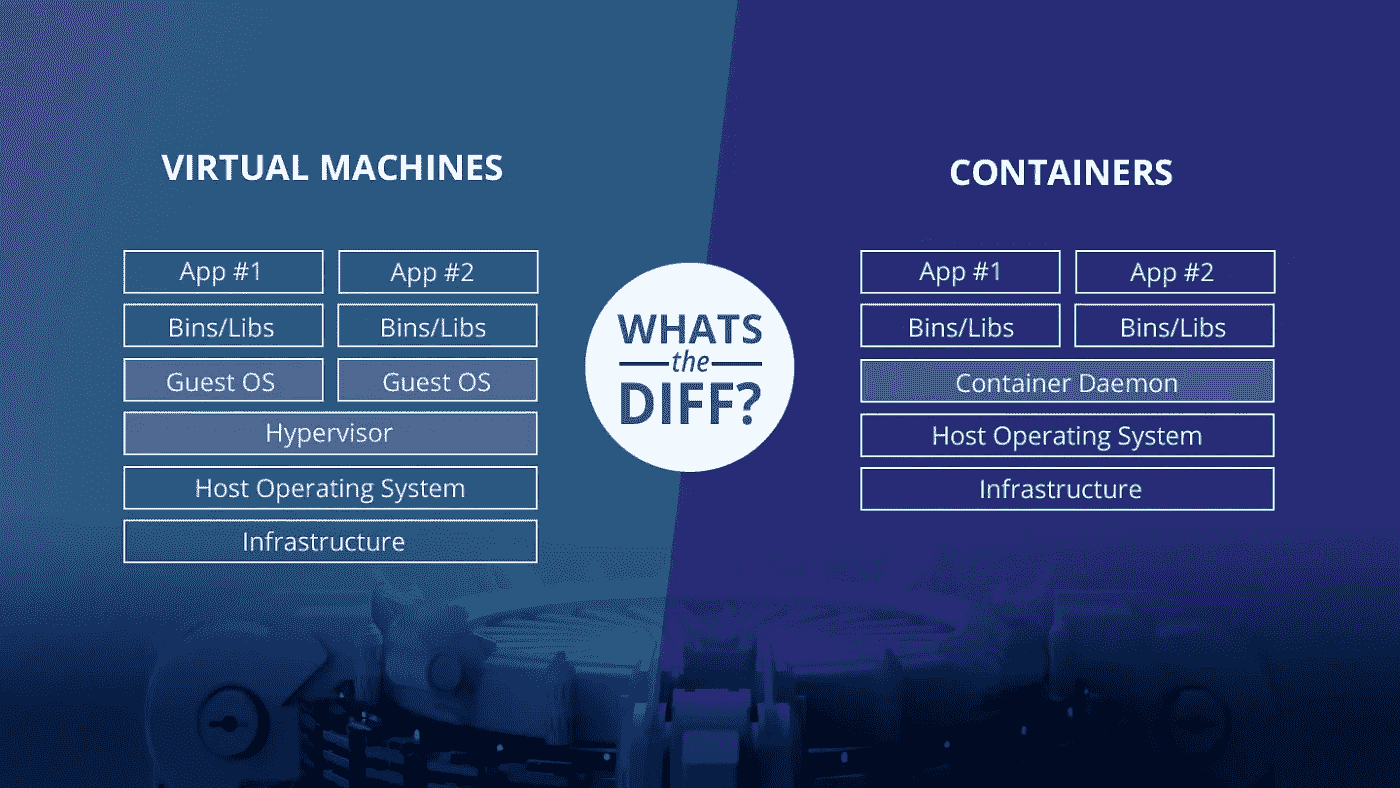 VIRTUAL MACHINES
App #1 App #2
Bins/Libs Bins/Libs
Guest OS Guest OS
Hypervisor
Host Operating System
Infrastructure
WHATS
the
DIFF?
CONTAINERS
App #1 App #2
Bins/Libs Bins/Libs
Container Daemon
Host Operating System
Infrastructure